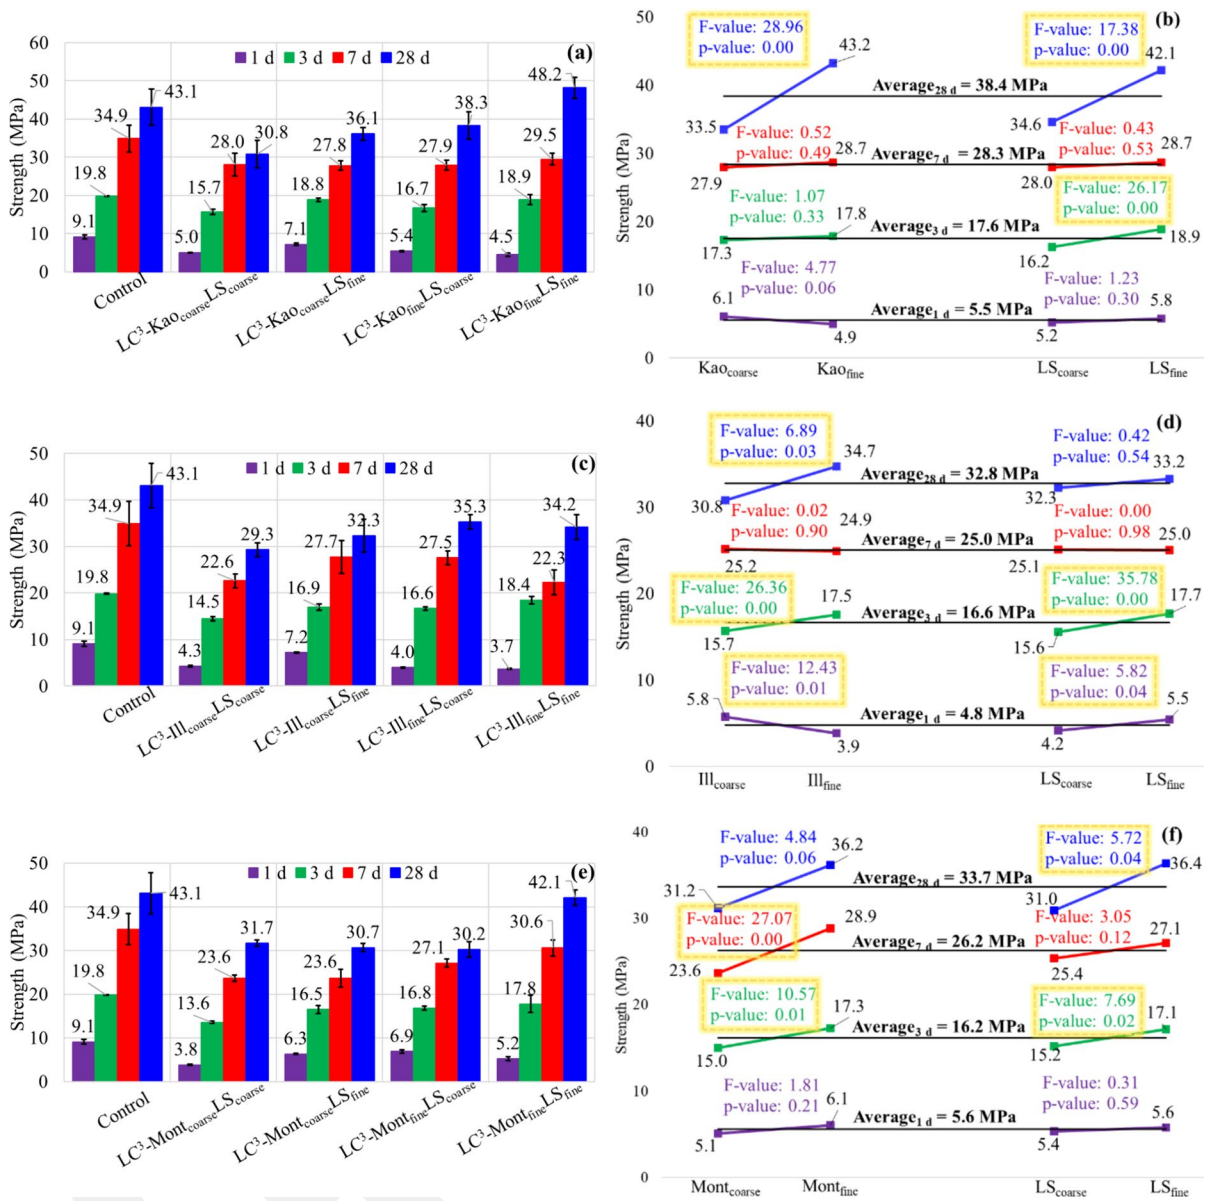 60
50
40
30
20
10
0
Strength (MPa)
1 d 3 d 7 d 28 d
(a)
9.1
19.8
34.9
43.1
5.0
15.7
28.0
30.8
7.1
18.8
27.8
36.1
5.4
16.7
27.9
38.3
4.5
18.9
29.5
48.2
Control
LC³-Kao_coarseLS_coarse
LC³-Kao_coarseLS_fine
LC³-Kao_fineLS_coarse
LC³-Kao_fineLS_fine
50
40
30
20
10
0
Strength (MPa)
(b)
F-value: 28.96
p-value: 0.00
43.2
33.5
Average28 d = 38.4 MPa
F-value: 17.38
p-value: 0.00
42.1
34.6
F-value: 0.52
p-value: 0.49
28.7
27.9
Average7 d = 28.3 MPa
F-value: 0.43
p-value: 0.53
28.7
28.0
F-value: 1.07
p-value: 0.33
17.8
17.3
Average3 d = 17.6 MPa
F-value: 26.17
p-value: 0.00
18.9
16.2
F-value: 4.77
p-value: 0.06
6.1
4.9
Average1 d = 5.5 MPa
F-value: 1.23
p-value: 0.30
5.8
5.2
Kao_coarse
Kao_fine
LS_coarse
LS_fine
50
40
30
20
10
0
Strength (MPa)
1 d 3 d 7 d 28 d
(c)
9.1
19.8
34.9
43.1
4.3
14.5
22.6
29.3
7.2
16.9
27.7
32.3
4.0
16.6
27.5
35.3
3.7
18.4
22.3
34.2
Control
LC³-Ill_coarseLS_coarse
LC³-Ill_coarseLS_fine
LC³-Ill_fineLS_coarse
LC³-Ill_fineLS_fine
40
30
20
10
0
Strength (MPa)
(d)
F-value: 6.89
p-value: 0.03
34.7
30.8
Average28 d = 32.8 MPa
F-value: 0.42
p-value: 0.54
33.2
32.3
F-value: 0.02
p-value: 0.90
24.9
25.2
Average7 d = 25.0 MPa
F-value: 0.00
p-value: 0.98
25.0
25.1
F-value: 26.36
p-value: 0.00
17.5
15.7
Average3 d = 16.6 MPa
F-value: 35.78
p-value: 0.00
17.7
15.6
F-value: 12.43
p-value: 0.01
5.8
3.9
Average1 d = 4.8 MPa
F-value: 5.82
p-value: 0.04
5.5
4.2
Ill_coarse
Ill_fine
LS_coarse
LS_fine
50
40
30
20
10
0
Strength (MPa)
1 d 3 d 7 d 28 d
(e)
9.1
19.8
34.9
43.1
3.8
13.6
23.6
31.7
6.3
16.5
23.6
30.7
6.9
16.8
27.1
30.2
5.2
17.8
30.6
42.1
Control
LC³-Mont_coarseLS_coarse
LC³-Mont_coarseLS_fine
LC³-Mont_fineLS_coarse
LC³-Mont_fineLS_fine
40
30
20
10
0
Strength (MPa)
(f)
F-value: 4.84
p-value: 0.06
36.2
31.2
Average28 d = 33.7 MPa
F-value: 5.72
p-value: 0.04
36.4
31.0
F-value: 27.07
p-value: 0.00
28.9
23.6
Average7 d = 26.2 MPa
F-value: 3.05
p-value: 0.12
27.1
25.4
F-value: 10.57
p-value: 0.01
17.3
15.0
Average3 d = 16.2 MPa
F-value: 7.69
p-value: 0.02
17.1
15.2
F-value: 1.81
p-value: 0.21
6.1
5.1
Average1 d = 5.6 MPa
F-value: 0.31
p-value: 0.59
5.6
5.4
Mont_coarse
Mont_fine
LS_coarse
LS_fine